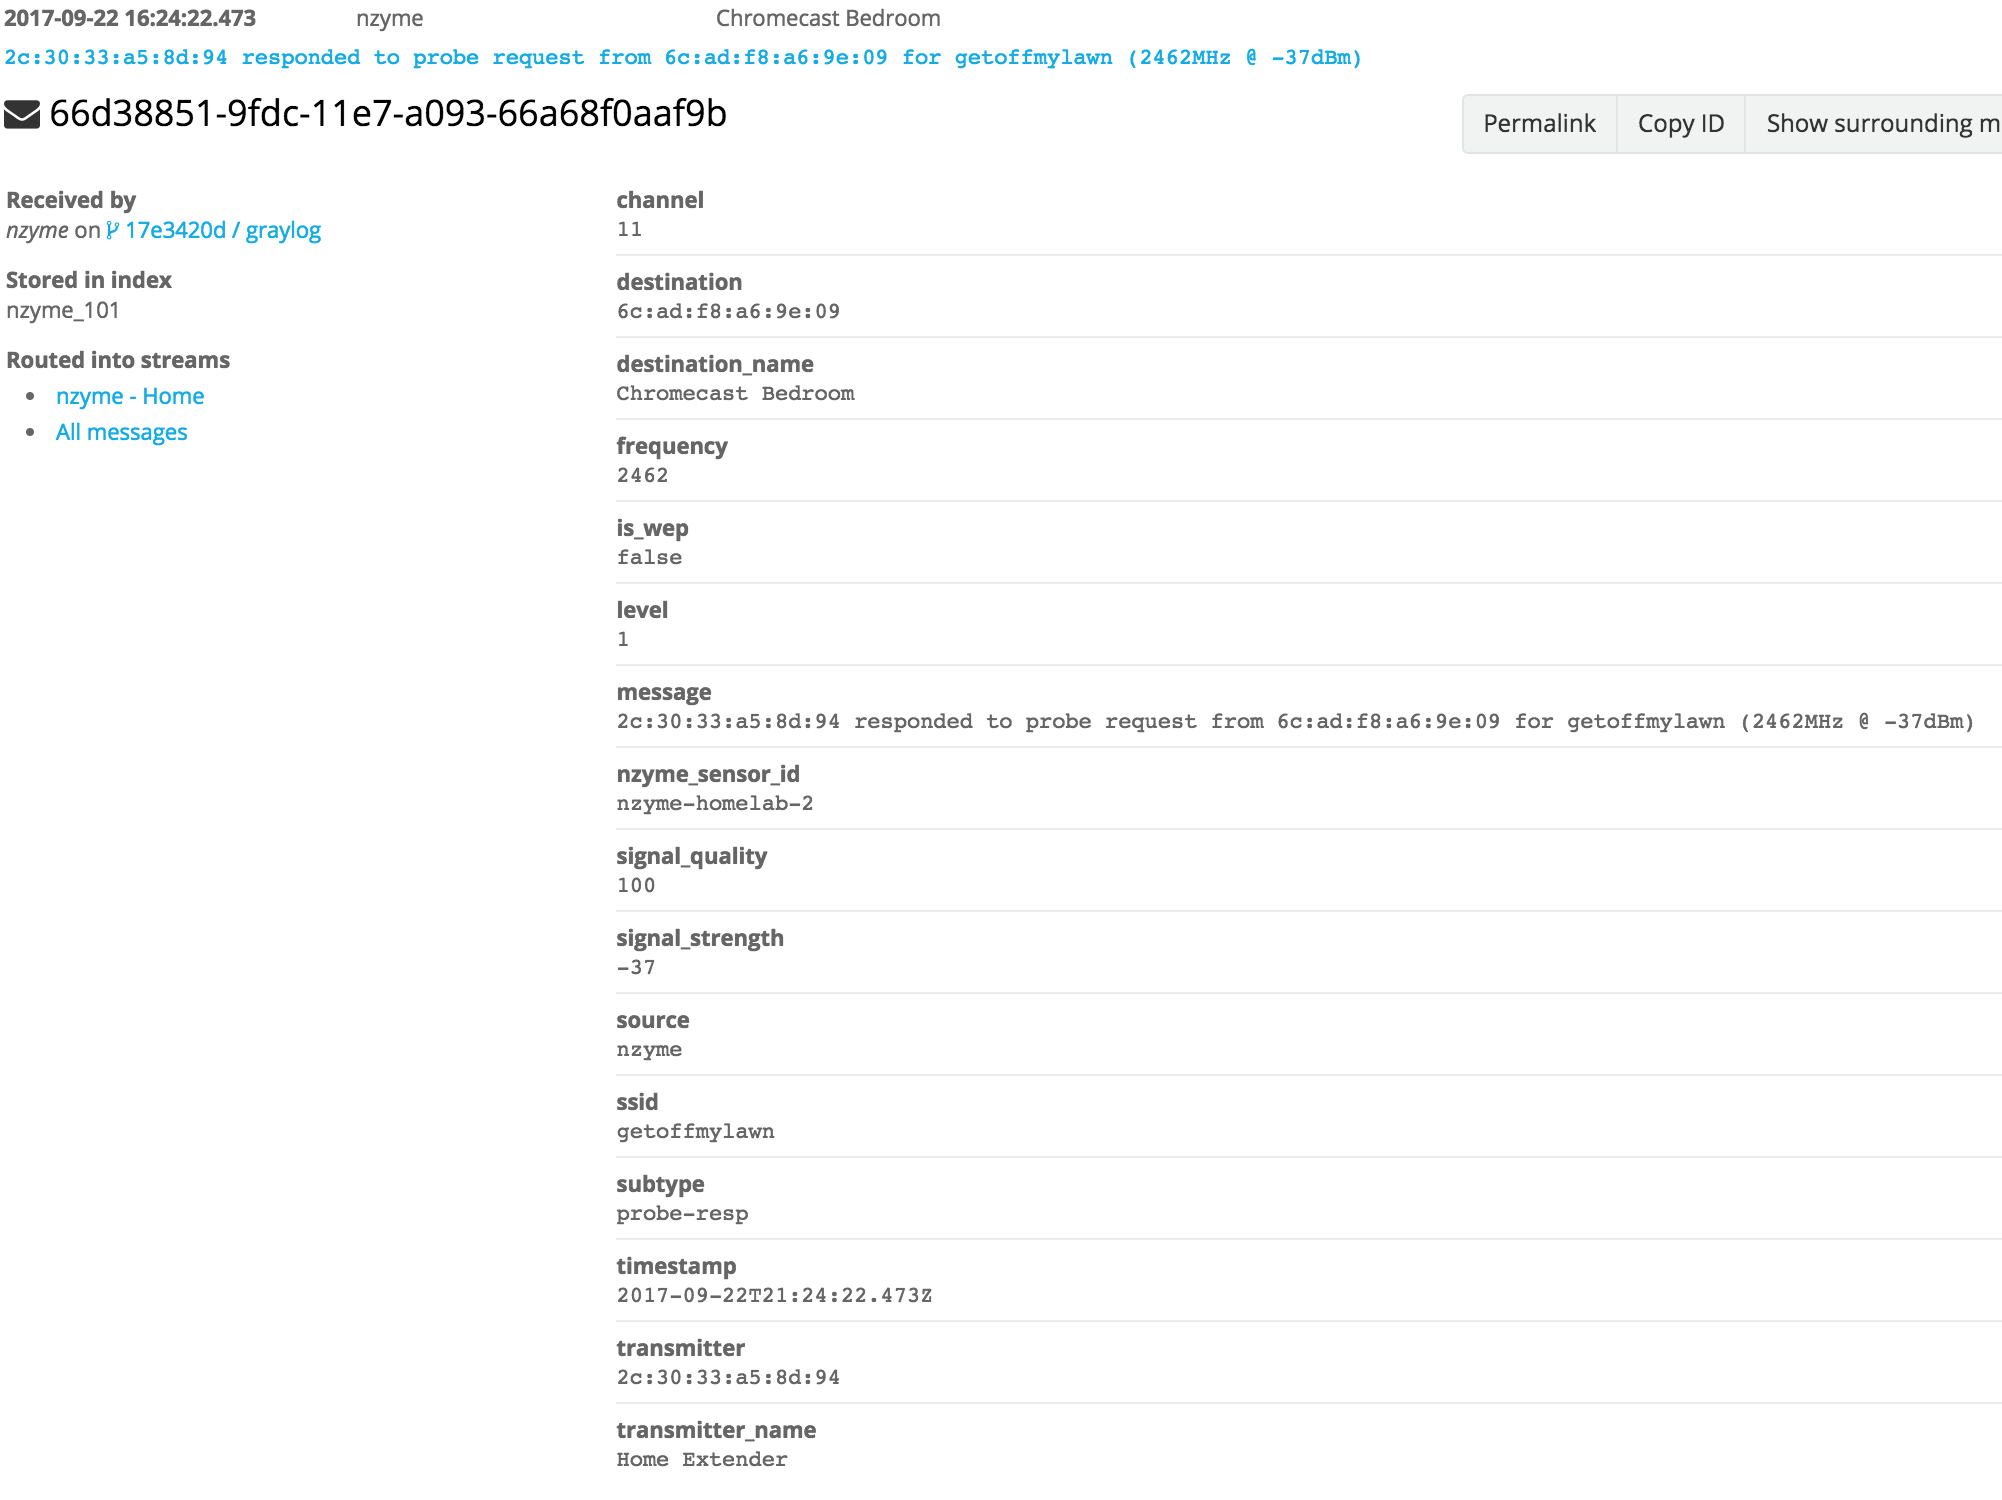 2017-09-22 16:24:22.473 nzyme Chromecast Bedroom
2c:30:33:a5:8d:94 responded to probe request from 6c:ad:f8:a6:9e:09 for getoffmylawn (2462MHz @ -37dBm)
66d38851-9fdc-11e7-a093-66a68f0aaf9b
Permalink Copy ID Show surrounding m
Received by
nzyme on 17e3420d / graylog
Stored in index
nzyme_101
Routed into streams
• nzyme - Home
• All messages
channel
11
destination
6c:ad:f8:a6:9e:09
destination_name
Chromecast Bedroom
frequency
2462
is_wep
false
level
1
message
2c:30:33:a5:8d:94 responded to probe request from 6c:ad:f8:a6:9e:09 for getoffmylawn (2462MHz @ -37dBm)
nzyme_sensor_id
nzyme-homelab-2
signal_quality
100
signal_strength
-37
source
nzyme
ssid
getoffmylawn
subtype
probe-resp
timestamp
2017-09-22T21:24:22.473Z
transmitter
2c:30:33:a5:8d:94
transmitter_name
Home Extender